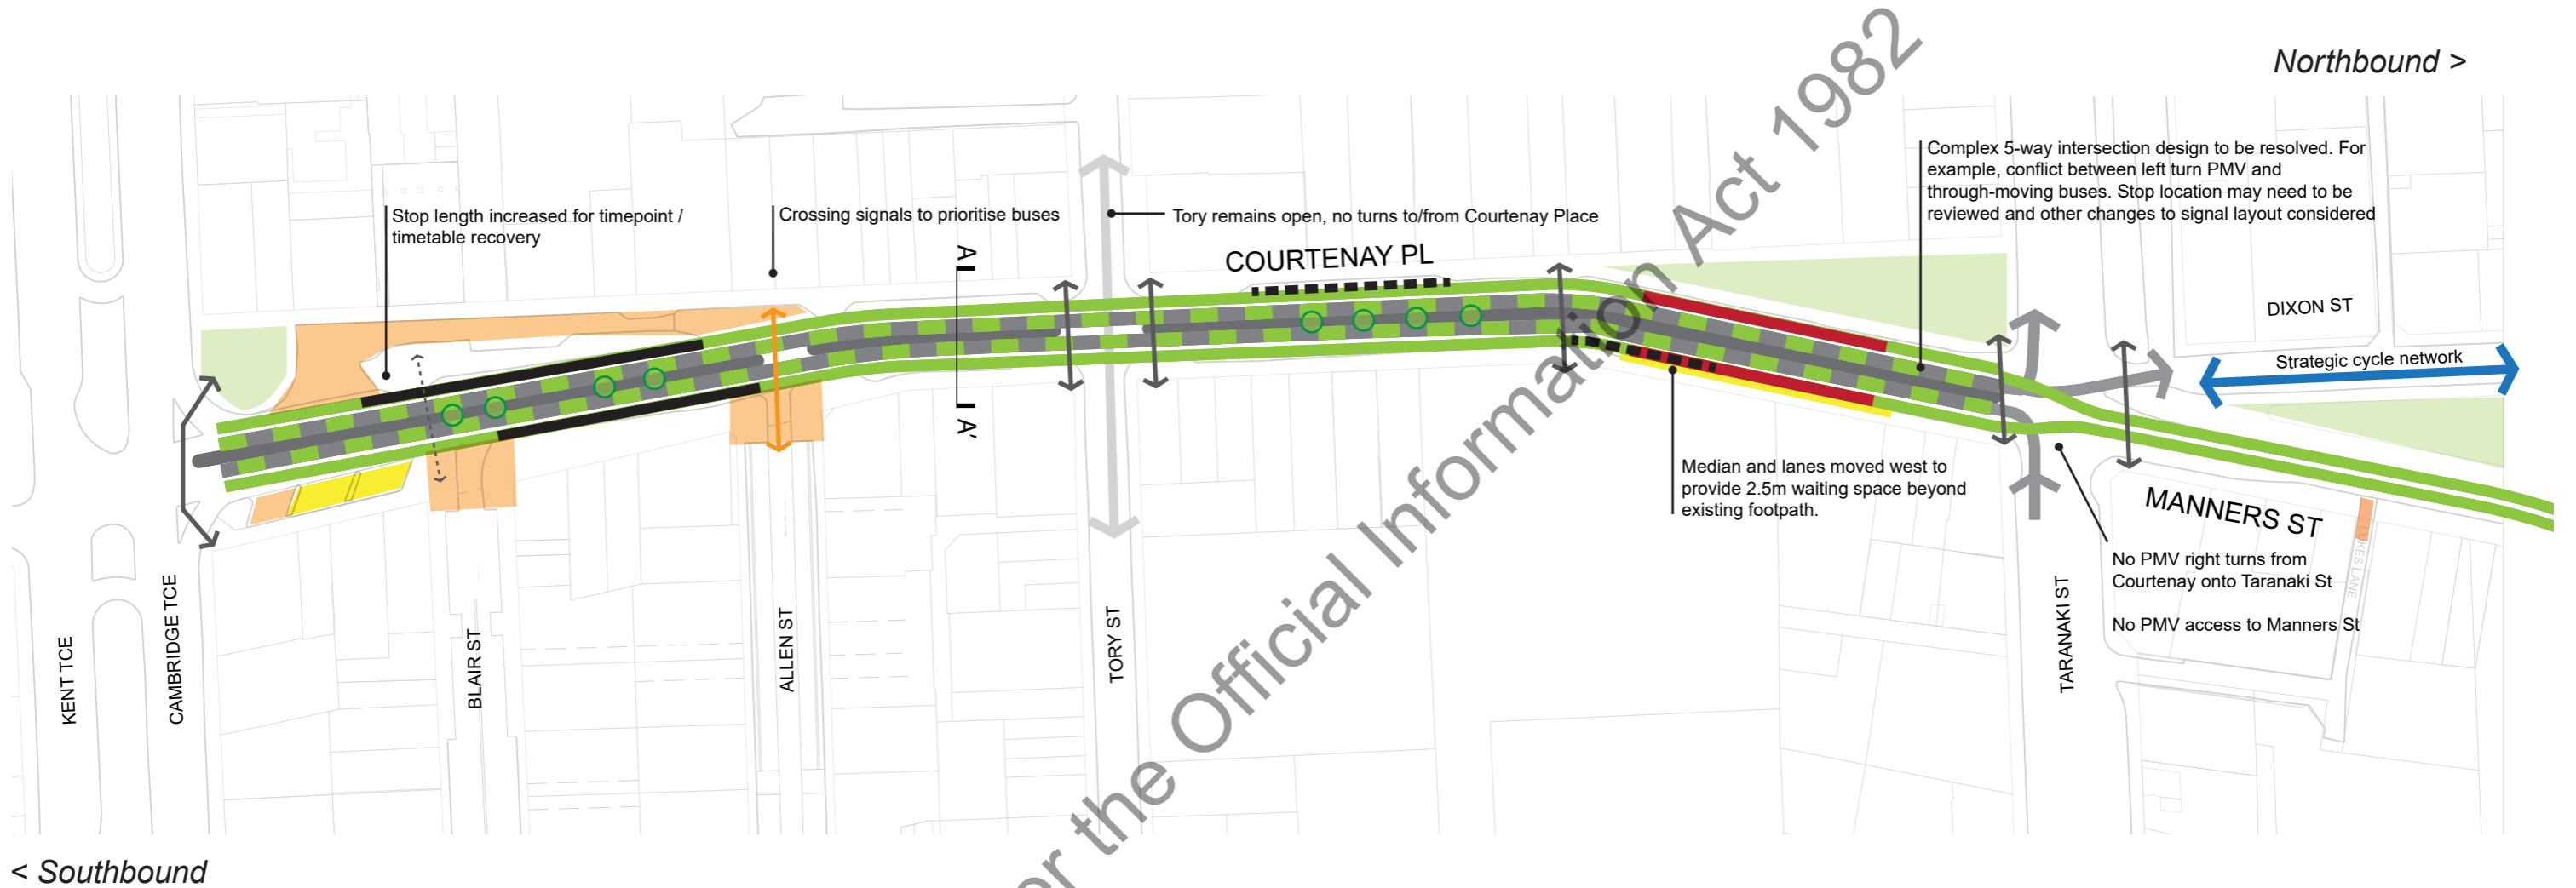 Northbound >
Complex 5-way intersection design to be resolved. For
example, conflict between left turn PMV and
through-moving buses. Stop location may need to be
reviewed and other changes to signal layout considered
Stop length increased for timepoint /
timetable recovery
Crossing signals to prioritise buses
Tory remains open, no turns to/from Courtenay Place
A
A'
COURTENAY PL
DIXON ST
Strategic cycle network
Median and lanes moved west to
provide 2.5m waiting space beyond
existing footpath.
MANNERS ST
LUKES LANE
No PMV right turns from
Courtenay onto Taranaki St
No PMV access to Manners St
KENT TCE
CAMBRIDGE TCE
BLAIR ST
ALLEN ST
TORY ST
TARANAKI ST
< Southbound
er the Official Information Act 1982